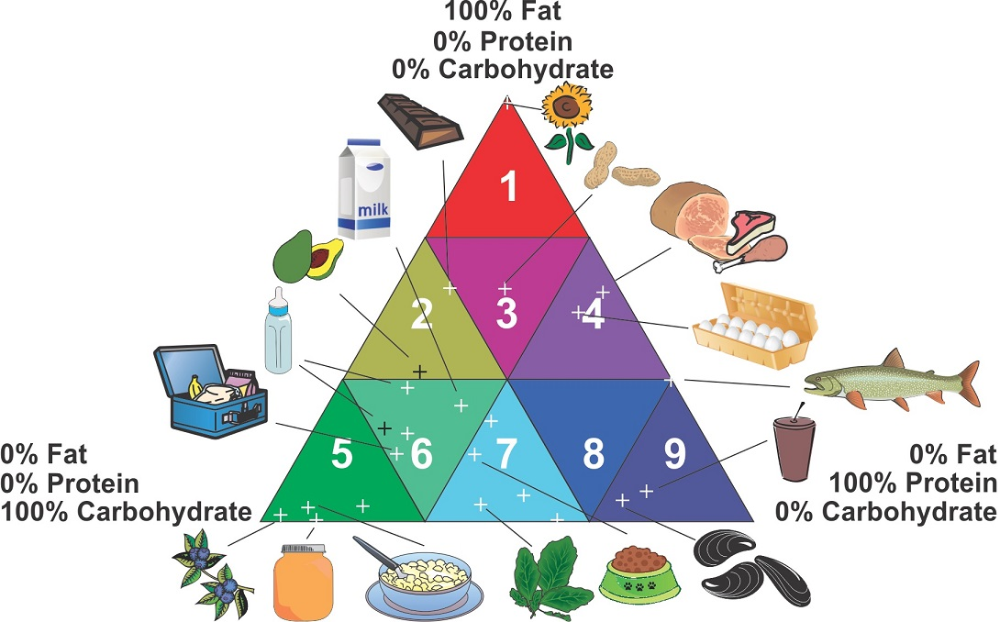 100% Fat
0% Protein
0% Carbohydrate
milk
1
2
3
4
5
6
7
8
9
0% Fat
0% Protein
100% Carbohydrate
0% Fat
100% Protein
0% Carbohydrate